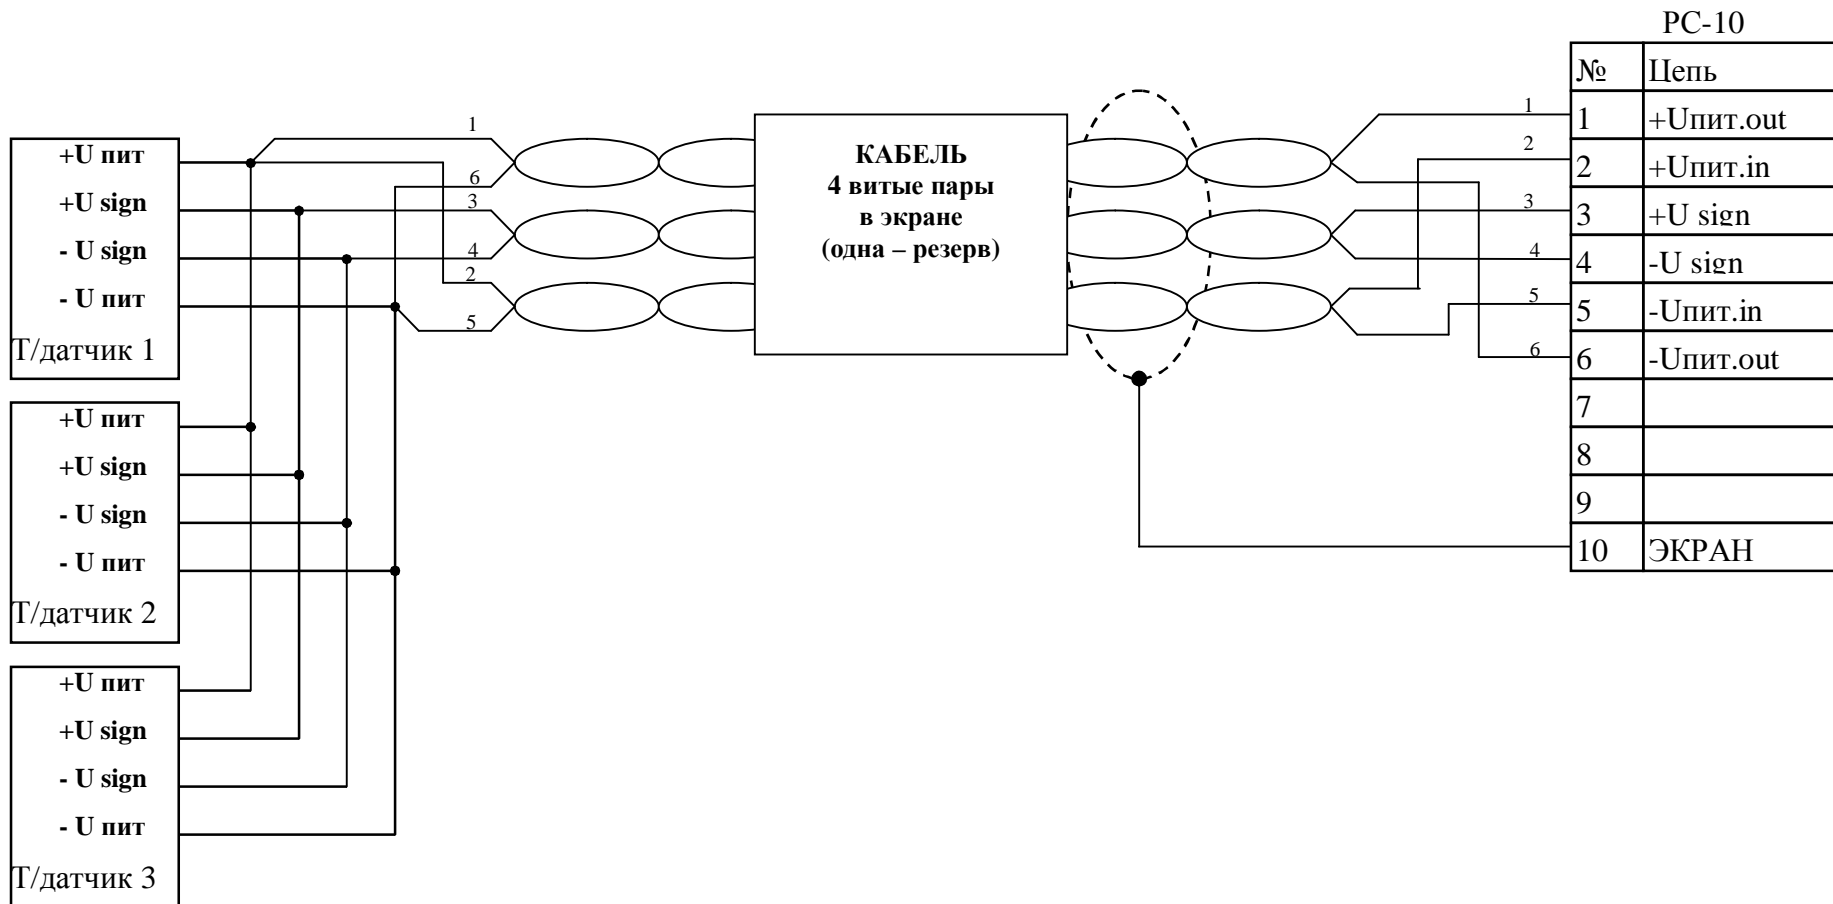 РС-10
№ Цепь
1 +Uпит.out
2 +Uпит.in
3 +U sign
4 -U sign
5 -Uпит.in
6 -Uпит.out
7
8
9
10 ЭКРАН
1
2
3
4
5
6
КАБЕЛЬ
4 витые пары
в экране
(одна – резерв)
1
6
3
4
2
5
+U пит
+U sign
- U sign
- U пит
Т/датчик 1
+U пит
+U sign
- U sign
- U пит
Т/датчик 2
+U пит
+U sign
- U sign
- U пит
Т/датчик 3